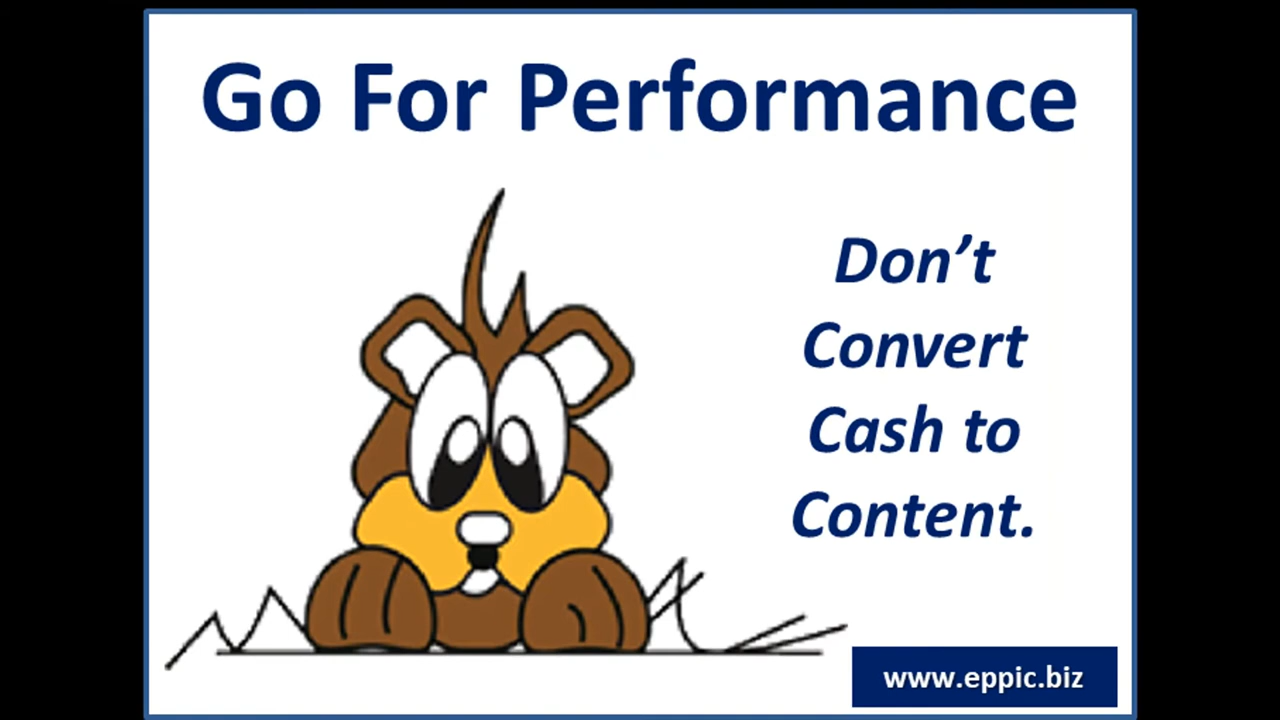 Go For Performance
Don’t
Convert
Cash to
Content.
www.eppic.biz